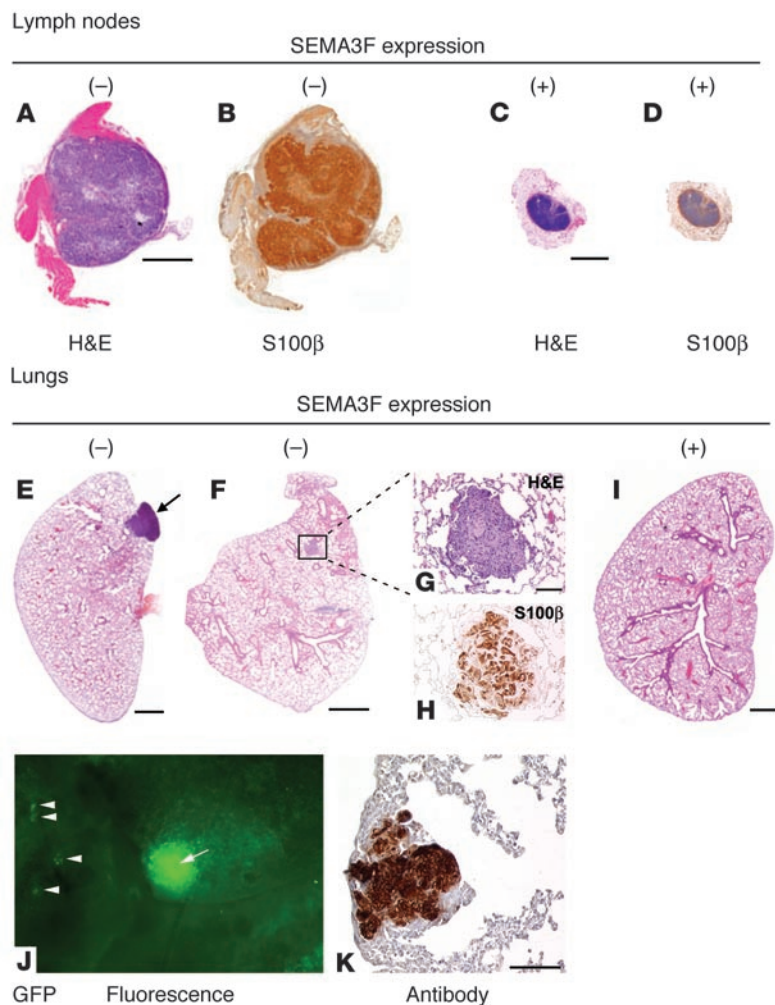 Lymph nodes
SEMA3F expression
(−) (−) (+) (+)
A B C D
H&E S100β H&E S100β
Lungs
SEMA3F expression
(−) (−) (+)
E F H&E I
G
S100β
H
J K
GFP Fluorescence Antibody